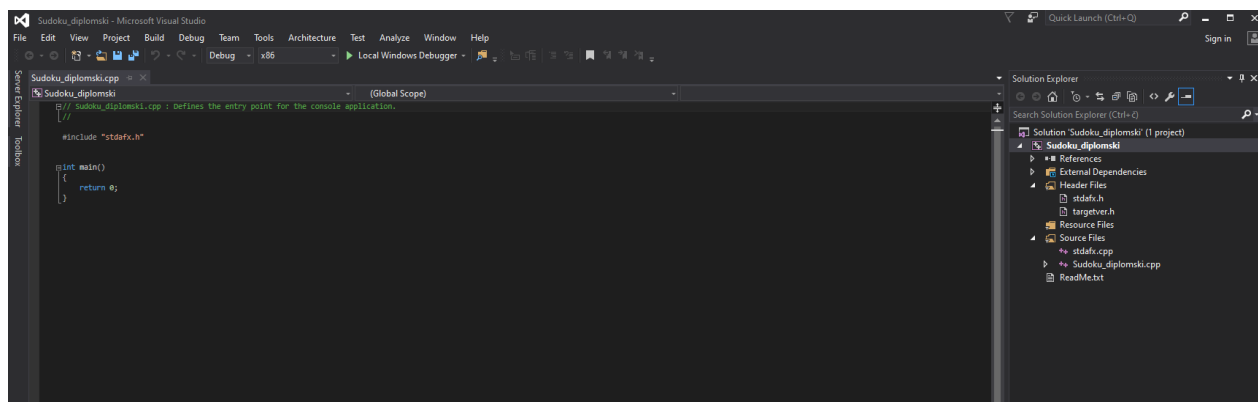 Sudoku_diplomski - Microsoft Visual Studio
Quick Launch (Ctrl+Q)
File Edit View Project Build Debug Team Tools Architecture Test Analyze Window Help
Sign in
Debug x86 Local Windows Debugger
Server Explorer
Toolbox
Sudoku_diplomski.cpp
Sudoku_diplomski (Global Scope)
// Sudoku_diplomski.cpp : Defines the entry point for the console application.
//
#include "stdafx.h"
int main()
{
return 0;
}
Solution Explorer
Search Solution Explorer (Ctrl+č)
Solution 'Sudoku_diplomski' (1 project)
Sudoku_diplomski
References
External Dependencies
Header Files
stdafx.h
targetver.h
Resource Files
Source Files
stdafx.cpp
Sudoku_diplomski.cpp
ReadMe.txt